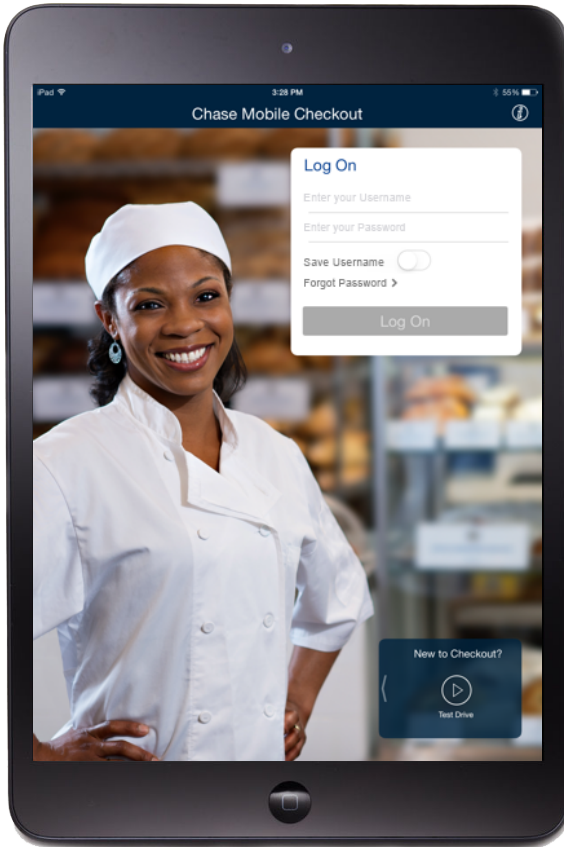 iPad
3:28 PM
55%
Chase Mobile Checkout
Log On
Enter your Username
Enter your Password
Save Username
Forgot Password >
Log On
New to Checkout?
Test Drive